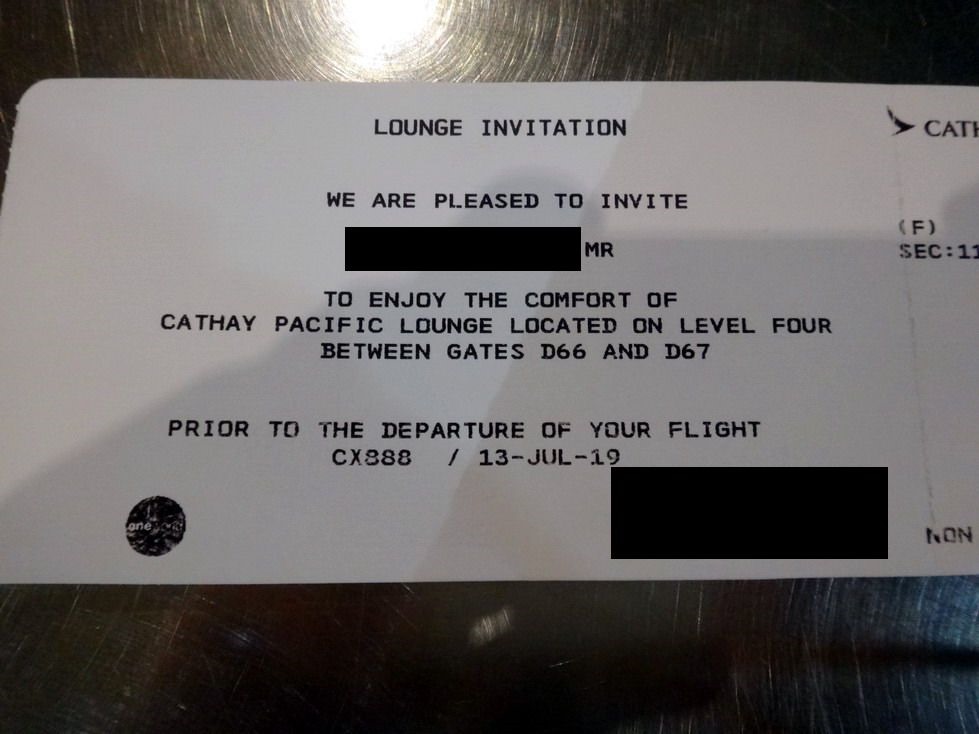 LOUNGE INVITATION
WE ARE PLEASED TO INVITE
MR
TO ENJOY THE COMFORT OF
CATHAY PACIFIC LOUNGE LOCATED ON LEVEL FOUR
BETWEEN GATES D66 AND D67
PRIOR TO THE DEPARTURE OF YOUR FLIGHT
CX888 / 13-JUL-19
oneworld
CATH
(F)
SEC:11
NON